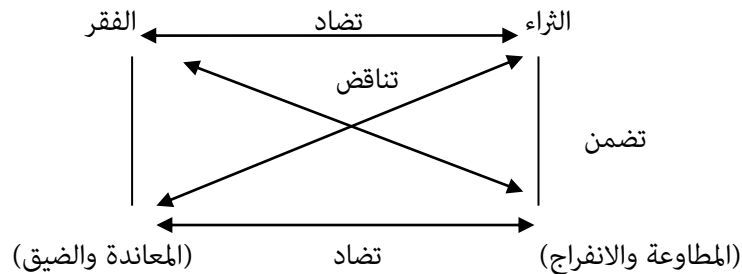 الثراء تضاد الفقر
تناقض
تضمن
(المطاوعة والانفراج) تضاد (المعاندة والضيق)